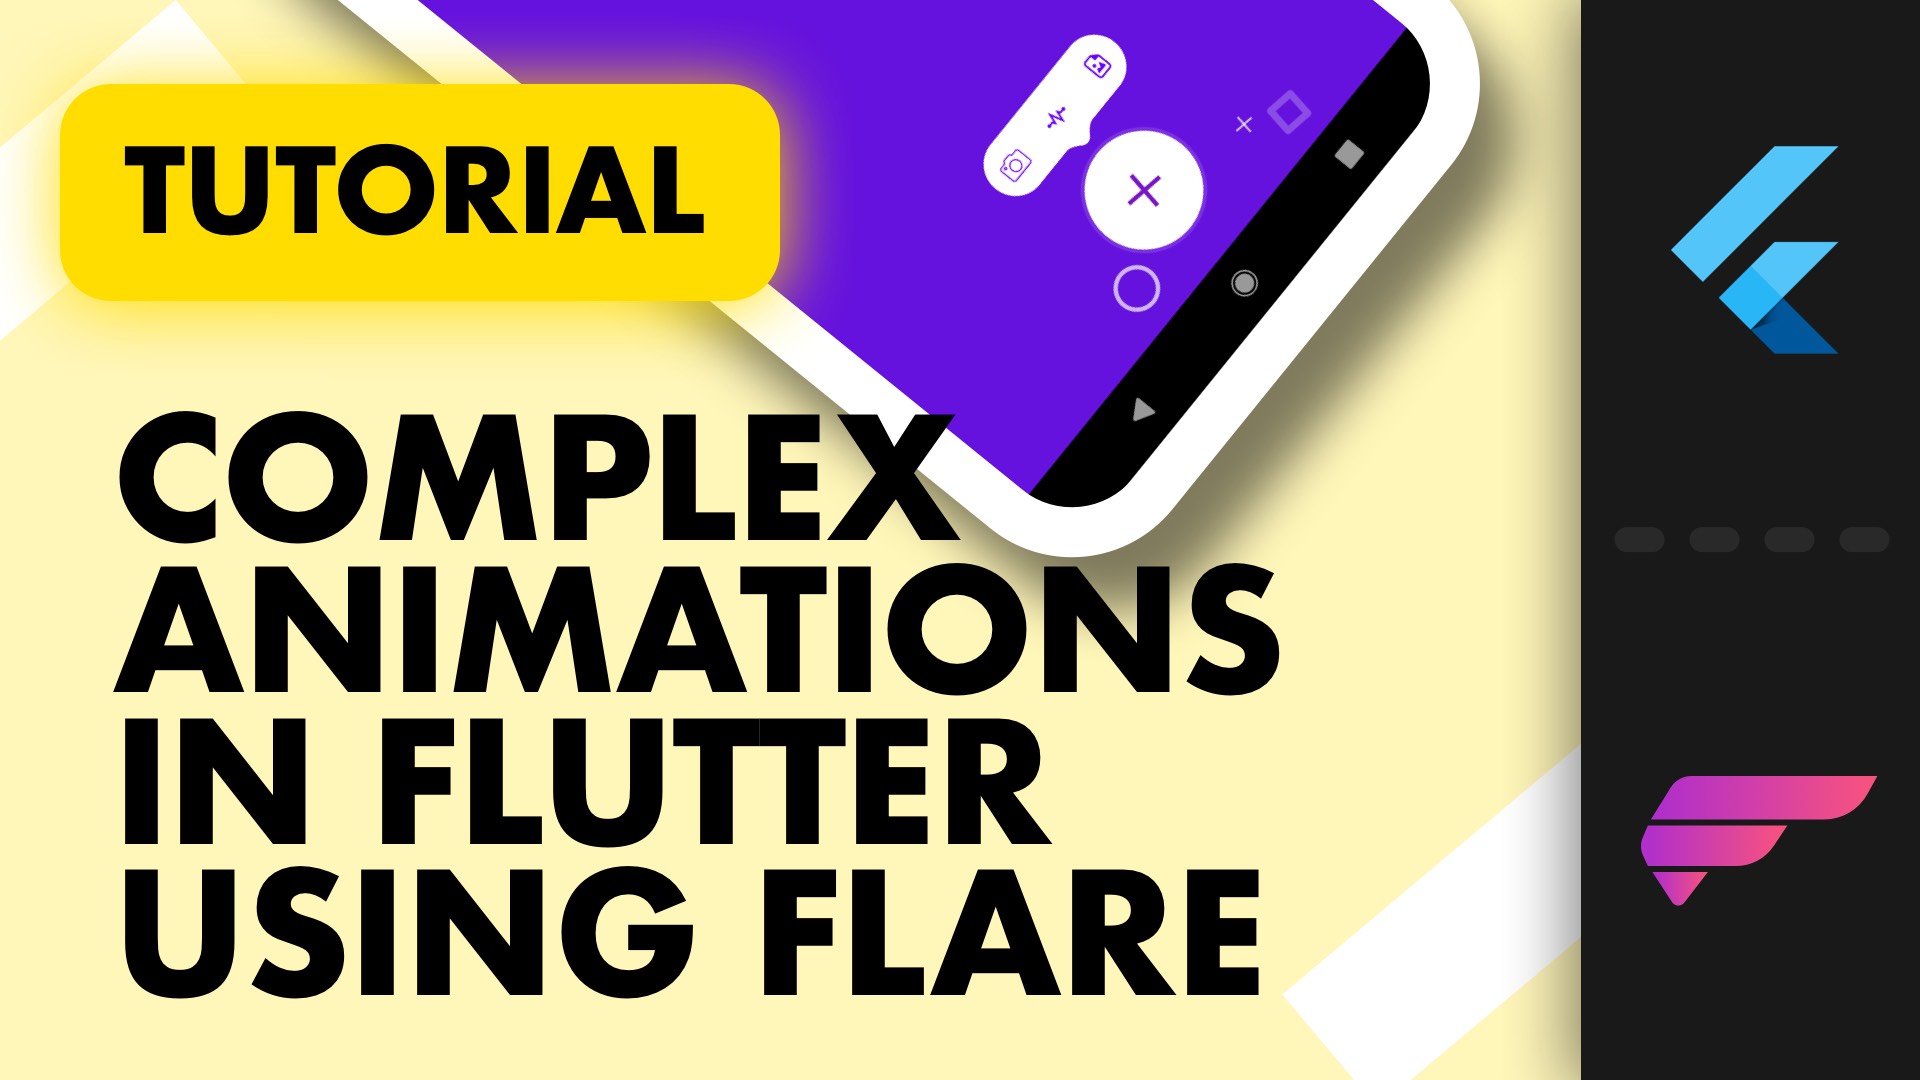 TUTORIAL
COMPLEX
ANIMATIONS
IN FLUTTER
USING FLARE